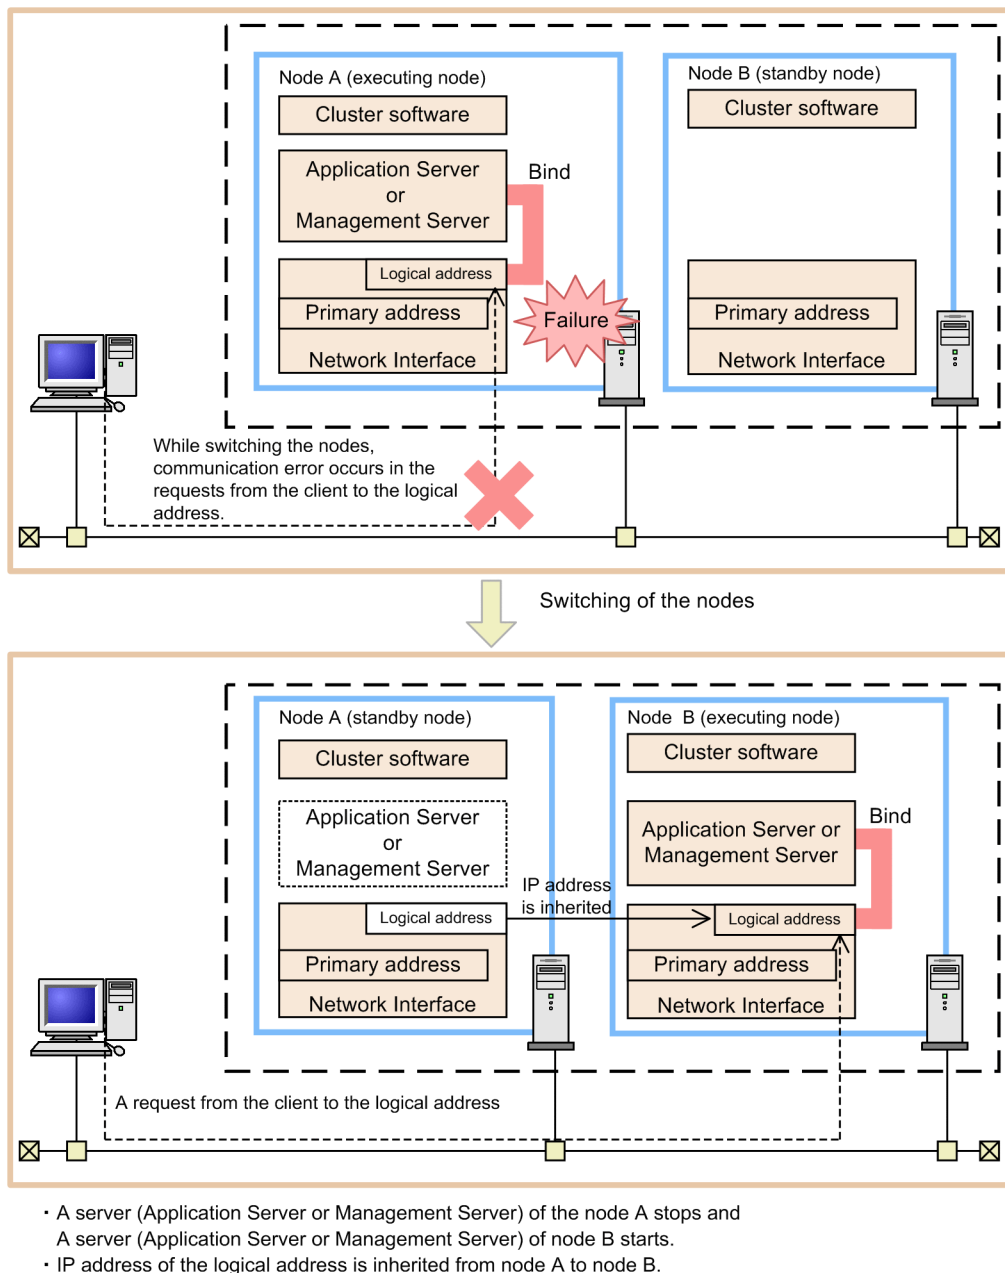 Node A (executing node)
Cluster software
Application Server
or
Management Server
Bind
Logical address
Primary address
Network Interface
Failure
Node B (standby node)
Cluster software
Primary address
Network Interface
While switching the nodes,
communication error occurs in the
requests from the client to the logical
address.
Switching of the nodes
Node A (standby node)
Cluster software
Application Server
or
Management Server
Logical address
Primary address
Network Interface
IP address
is inherited
Node B (executing node)
Cluster software
Application Server or
Management Server
Bind
Logical address
Primary address
Network Interface
A request from the client to the logical address
・ A server (Application Server or Management Server) of the node A stops and
A server (Application Server or Management Server) of node B starts.
・ IP address of the logical address is inherited from node A to node B.